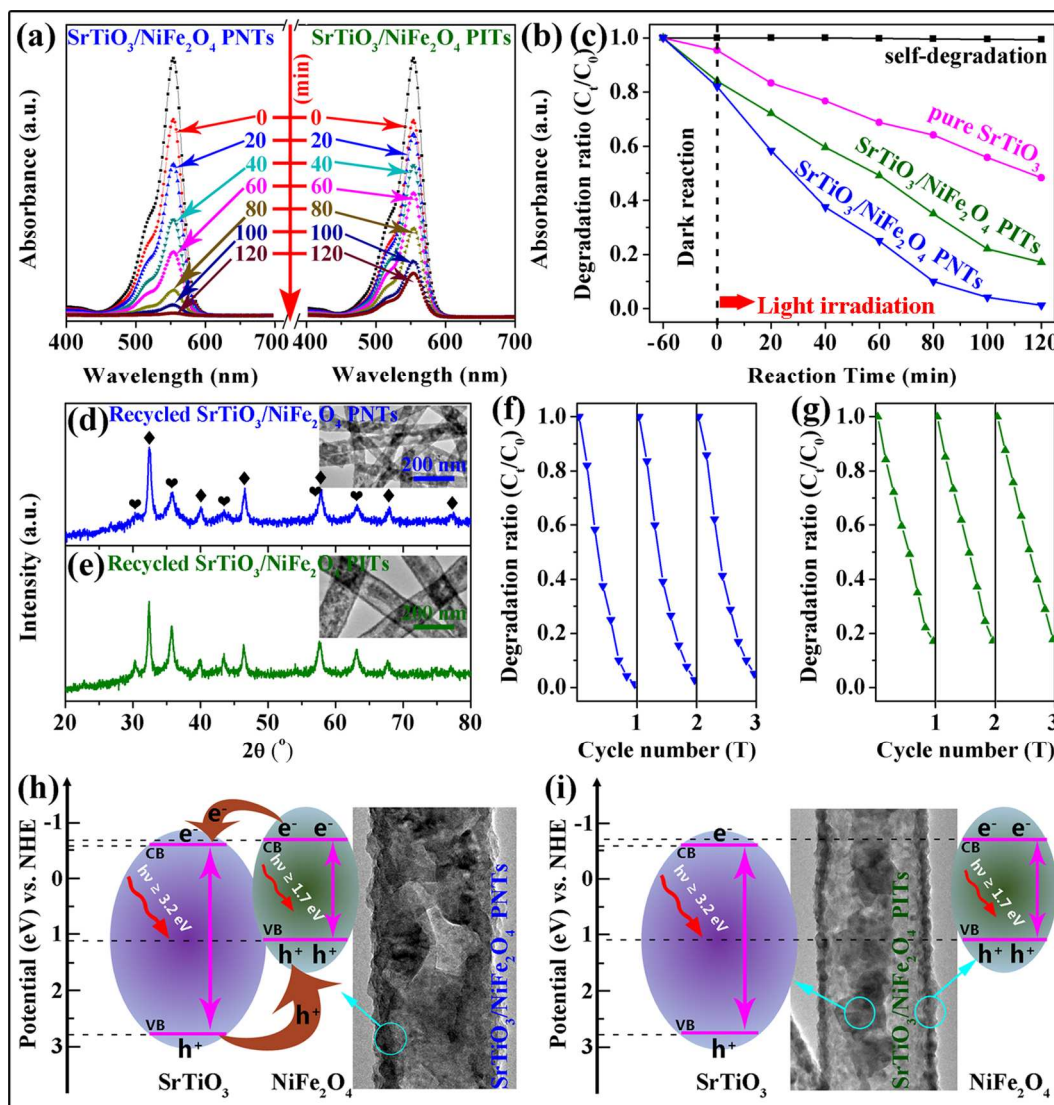 (a)
SrTiO₃/NiFe₂O₄ PNTs
SrTiO₃/NiFe₂O₄ PITs
(b)
(min)
0 0
20 20
40 40
60 60
80 80
100 100
120 120
Absorbance (a.u.)
Absorbance (a.u.)
400 500 600 700
400 500 600 700
Wavelength (nm)
Wavelength (nm)
(c)
self-degradation
pure SrTiO₃
SrTiO₃/NiFe₂O₄ PITs
SrTiO₃/NiFe₂O₄ PNTs
Dark reaction
Light irradiation
Degradation ratio (Cₜ/C₀)
1.0
0.8
0.6
0.4
0.2
0.0
-60 0 20 40 60 80 100 120
Reaction Time (min)
(d)
Recycled SrTiO₃/NiFe₂O₄ PNTs
200 nm
(e)
Recycled SrTiO₃/NiFe₂O₄ PITs
200 nm
Intensity (a.u.)
20 30 40 50 60 70 80
2θ (°)
(f)
Degradation ratio (Cₜ/C₀)
1.0
0.8
0.6
0.4
0.2
0.0
1 2 3
Cycle number (T)
(g)
Degradation ratio (Cₜ/C₀)
1.0
0.8
0.6
0.4
0.2
0.0
1 2 3
Cycle number (T)
(h)
Potential (eV) vs. NHE
-1
0
1
2
3
e⁻
e⁻
e⁻ e⁻
CB
hν ≥ 3.2 eV
hν ≥ 1.7 eV
VB
h⁺ h⁺
h⁺
VB
h⁺
SrTiO₃
NiFe₂O₄
SrTiO₃/NiFe₂O₄ PNTs
(i)
Potential (eV) vs. NHE
-1
0
1
2
3
e⁻
e⁻ e⁻
CB
CB
hν ≥ 3.2 eV
hν ≥ 1.7 eV
VB
h⁺ h⁺
VB
h⁺
SrTiO₃
NiFe₂O₄
SrTiO₃/NiFe₂O₄ PITs